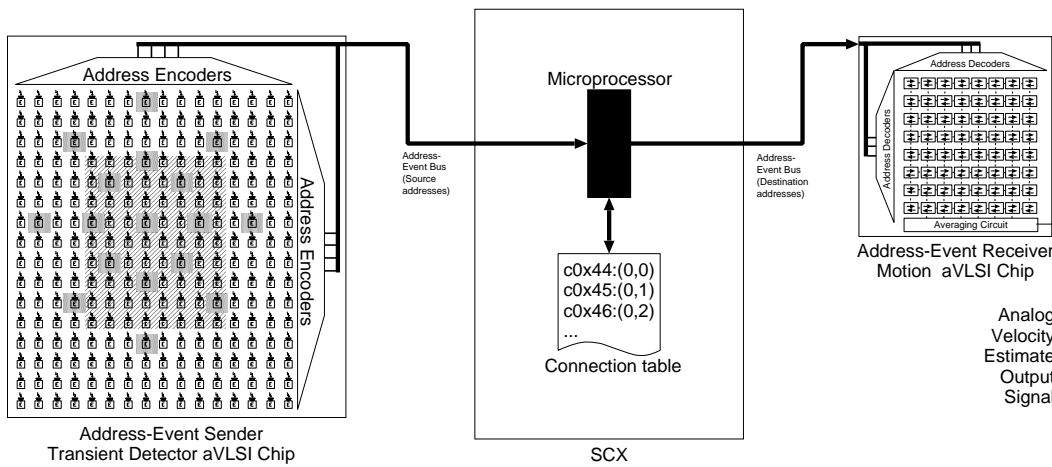 Address Encoders
Address Encoders
Address-Event Sender
Transient Detector aVLSI Chip
Address-
Event Bus
(Source
addresses)
Microprocessor
c0x44:(0,0)
c0x45:(0,1)
c0x46:(0,2)
...
Connection table
SCX
Address-
Event Bus
(Destination
addresses)
Address Decoders
Address Decoders
Averaging Circuit
Address-Event Receiver
Motion aVLSI Chip
Analog
Velocity
Estimate
Output
Signal